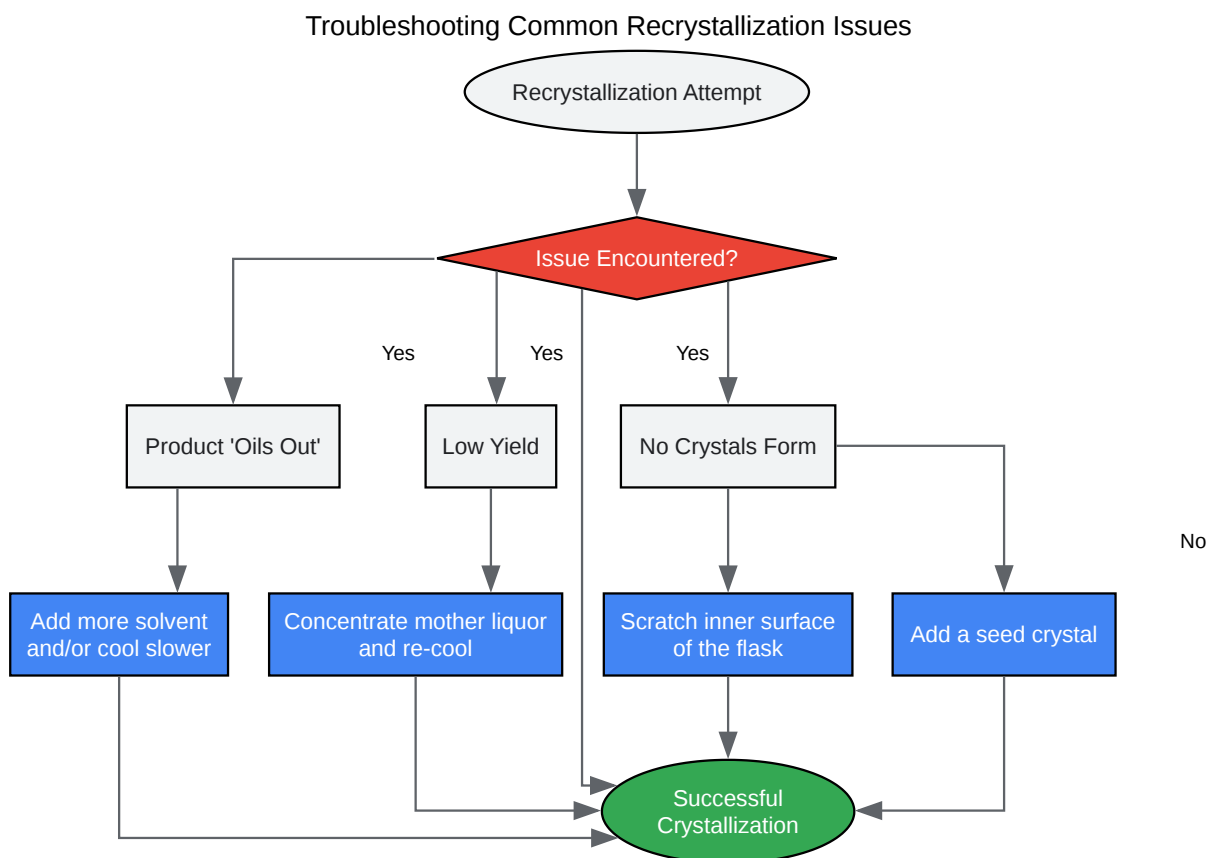 Troubleshooting Common Recrystallization Issues
Recrystallization Attempt
Issue Encountered?
Yes
Yes
Yes
Product 'Oils Out'
Low Yield
No Crystals Form
No
Add more solvent
and/or cool slower
Concentrate mother liquor
and re-cool
Scratch inner surface
of the flask
Add a seed crystal
Successful
Crystallization